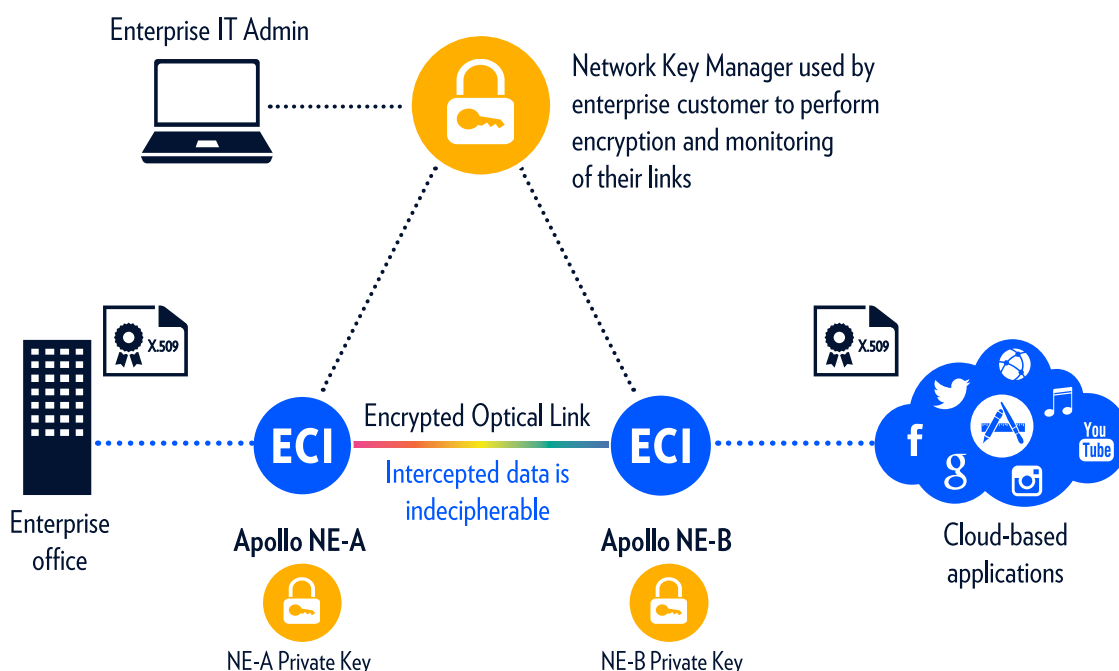 Enterprise IT Admin
Network Key Manager used by
enterprise customer to perform
encryption and monitoring
of their links
X.509
X.509
ECI
Encrypted Optical Link
ECI
Intercepted data is
indecipherable
f
g
You
Tube
Enterprise
office
Apollo NE-A
Apollo NE-B
Cloud-based
applications
NE-A Private Key
NE-B Private Key